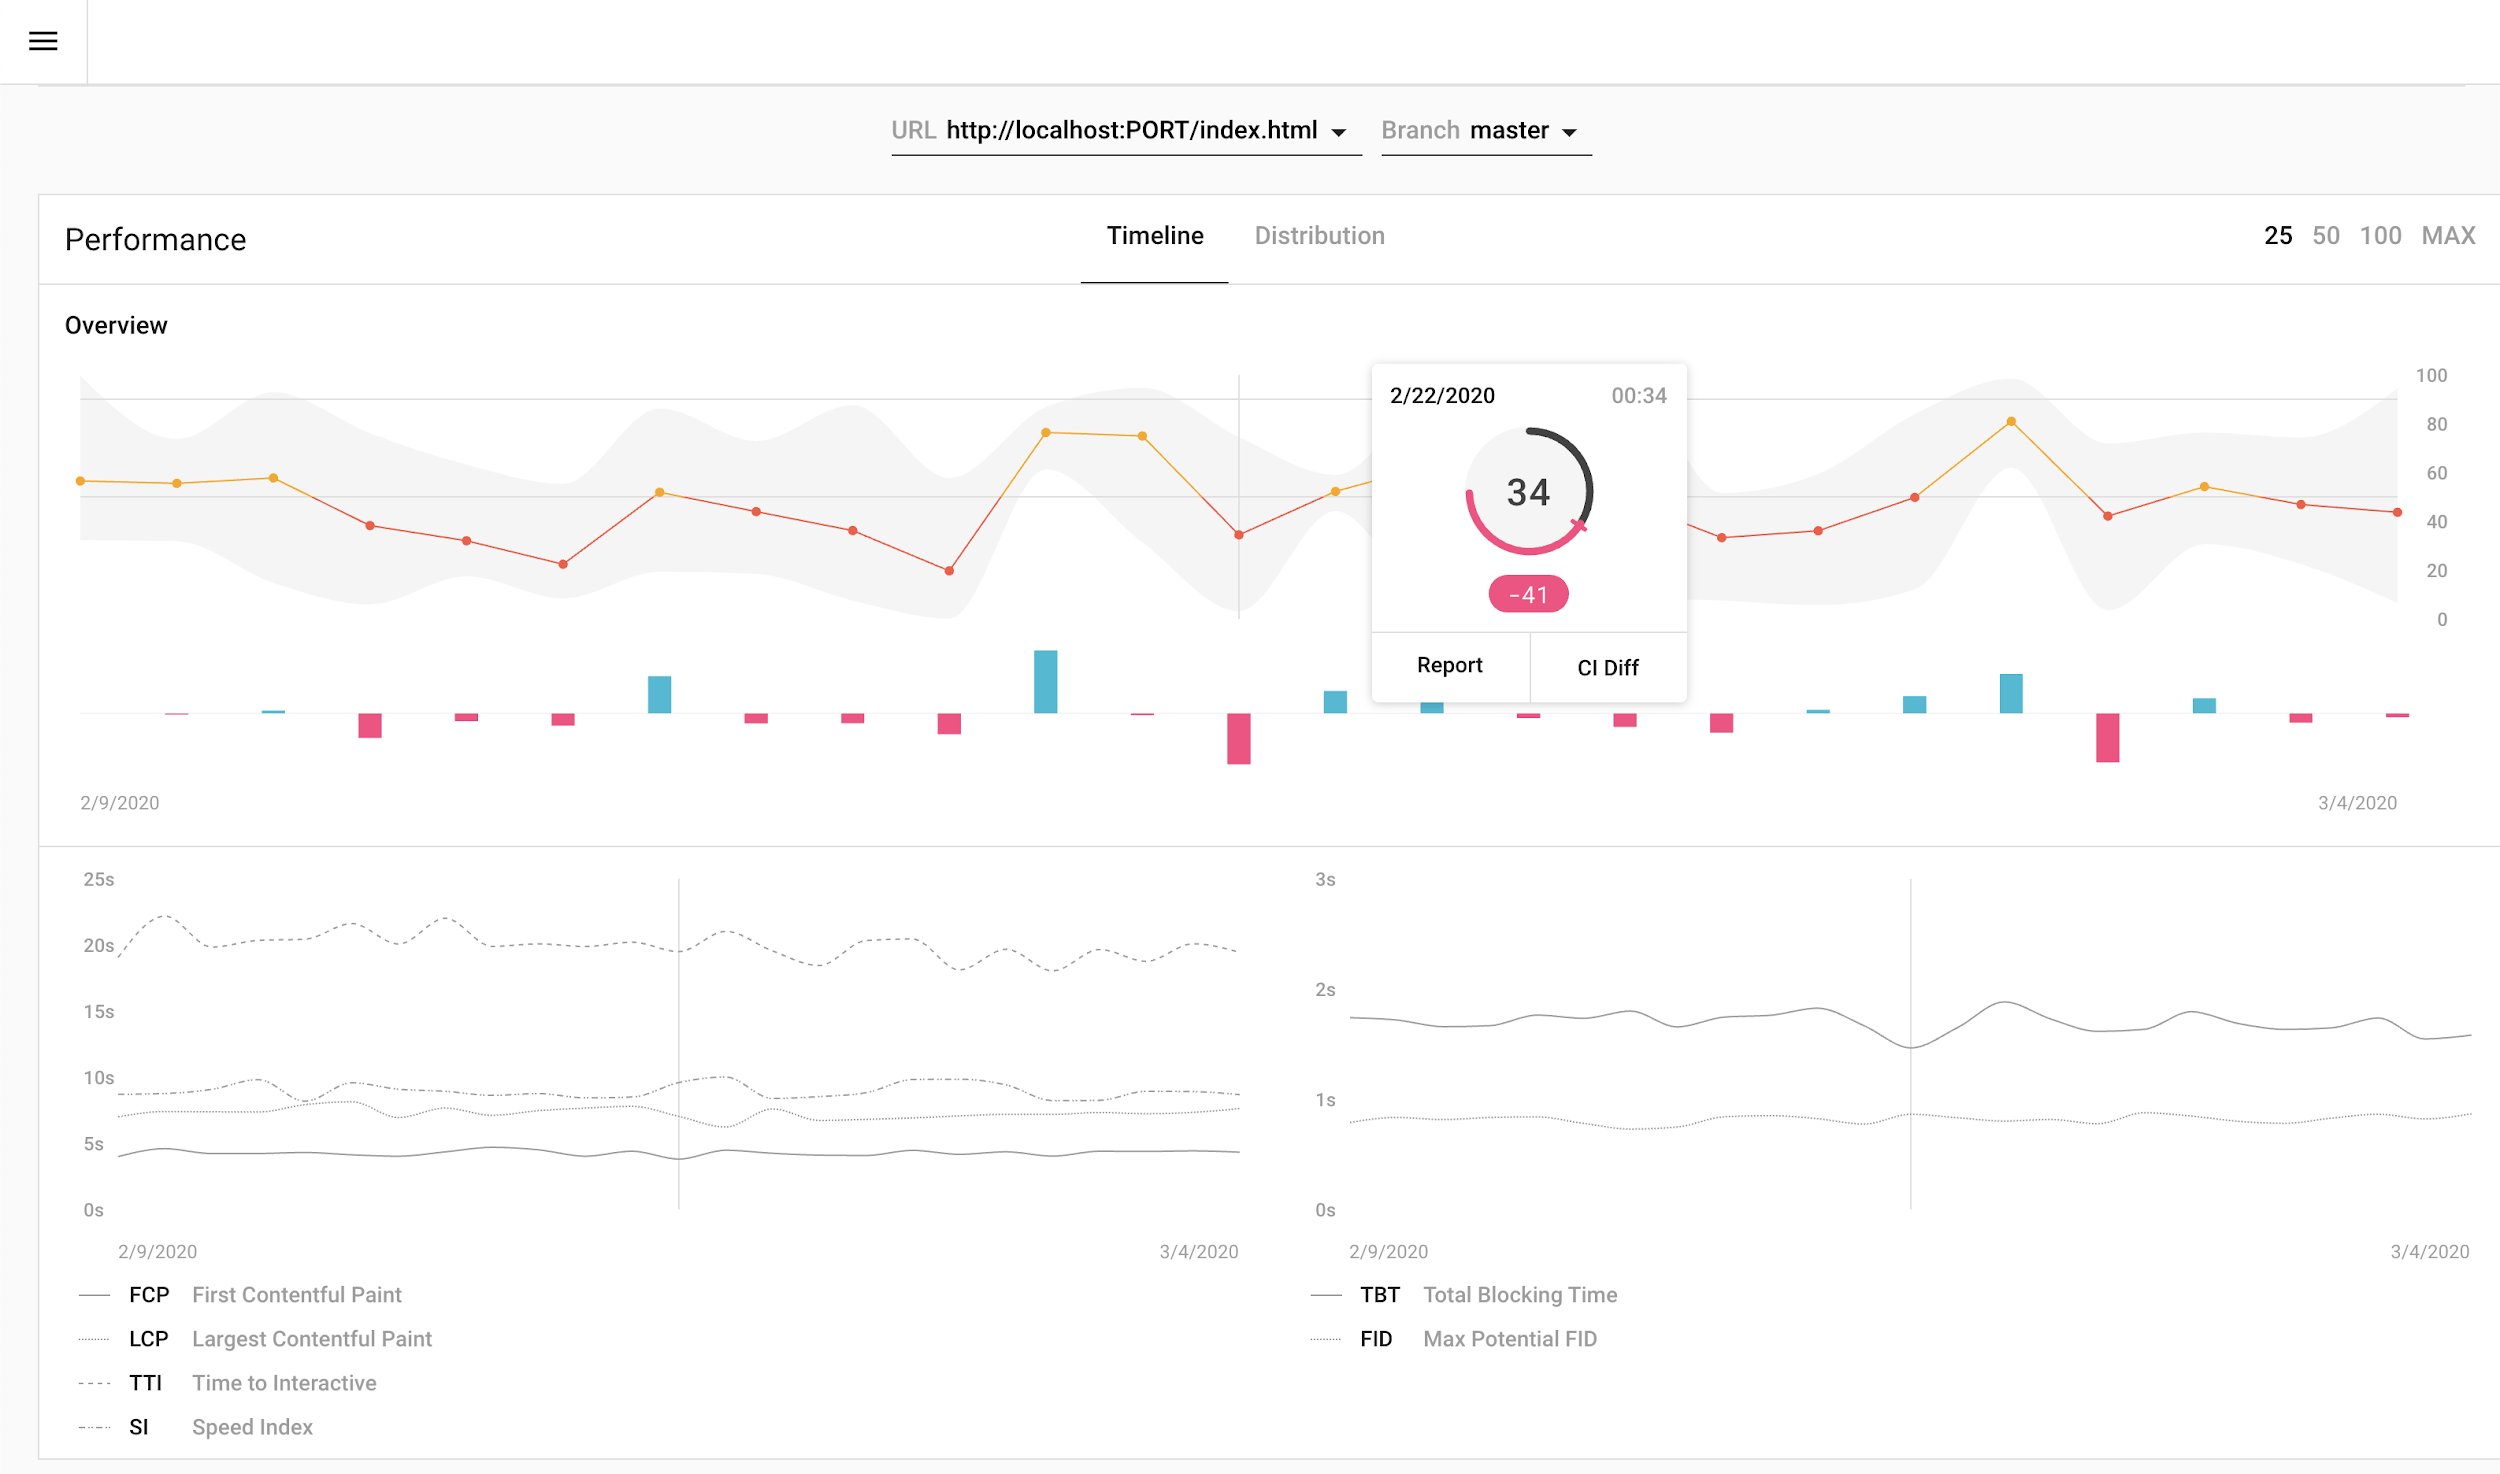 URL http://localhost:PORT/index.html Branch master
Performance Timeline Distribution 25 50 100 MAX
Overview
100
80
60
40
20
0
2/22/2020 00:34
34
-41
Report CI Diff
2/9/2020 3/4/2020
25s
20s
15s
10s
5s
0s
2/9/2020 3/4/2020
FCP First Contentful Paint
LCP Largest Contentful Paint
TTI Time to Interactive
SI Speed Index
3s
2s
1s
0s
2/9/2020 3/4/2020
TBT Total Blocking Time
FID Max Potential FID